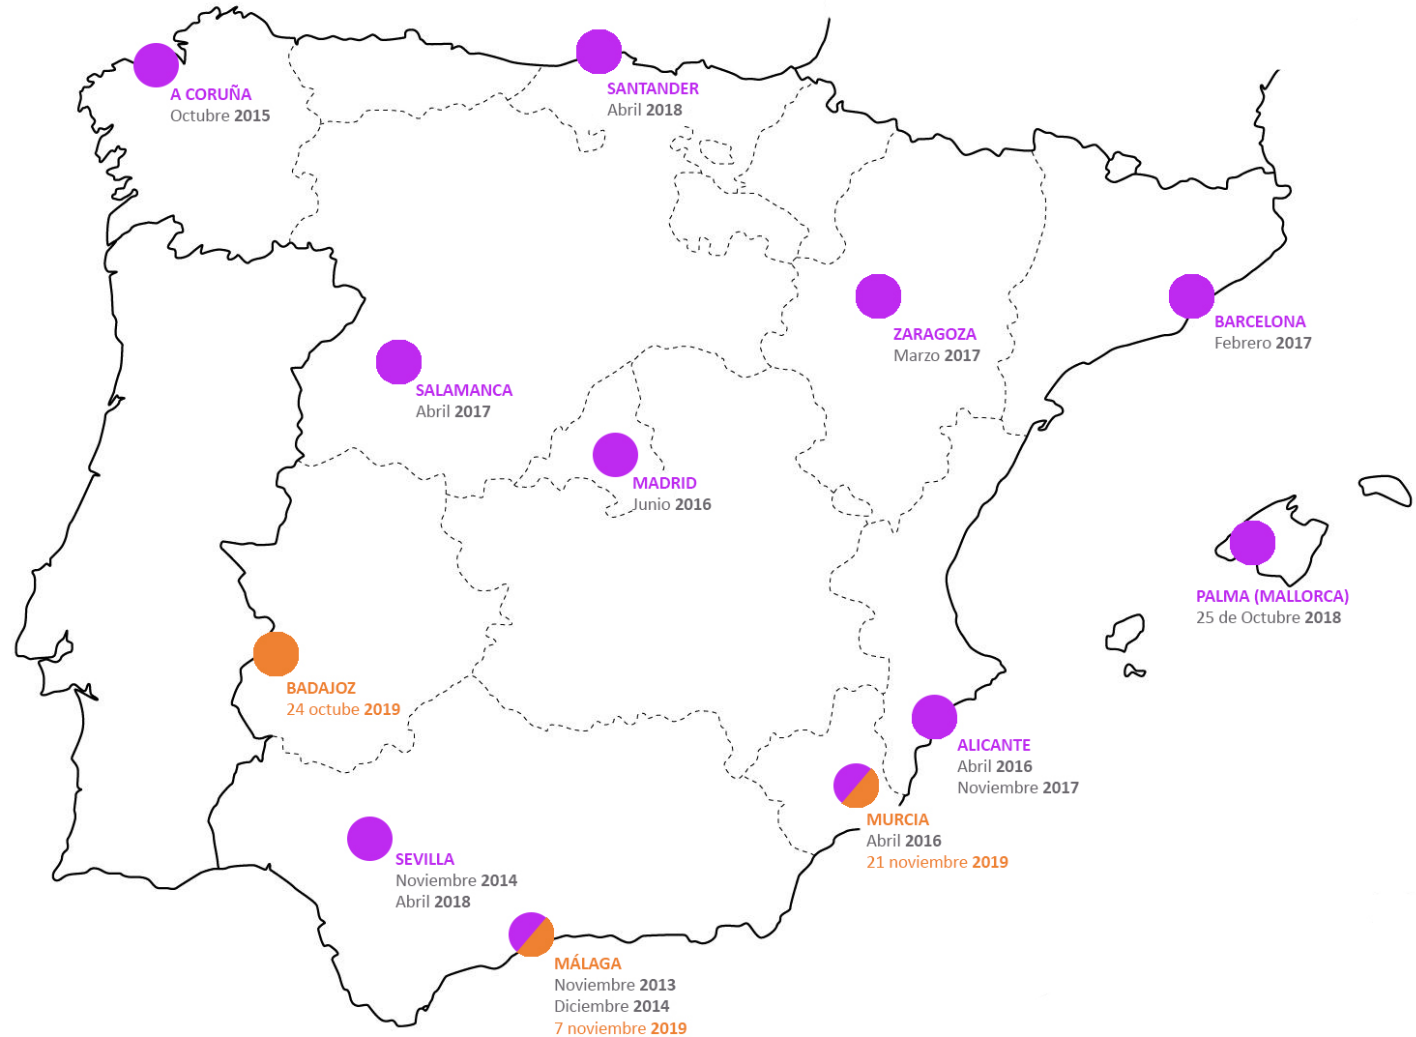 A CORUÑA
Octubre 2015
SANTANDER
Abril 2018
ZARAGOZA
Marzo 2017
BARCELONA
Febrero 2017
SALAMANCA
Abril 2017
MADRID
Junio 2016
PALMA (MALLORCA)
25 de Octubre 2018
BADAJOZ
24 octube 2019
ALICANTE
Abril 2016
Noviembre 2017
MURCIA
Abril 2016
21 noviembre 2019
SEVILLA
Noviembre 2014
Abril 2018
MÁLAGA
Noviembre 2013
Diciembre 2014
7 noviembre 2019